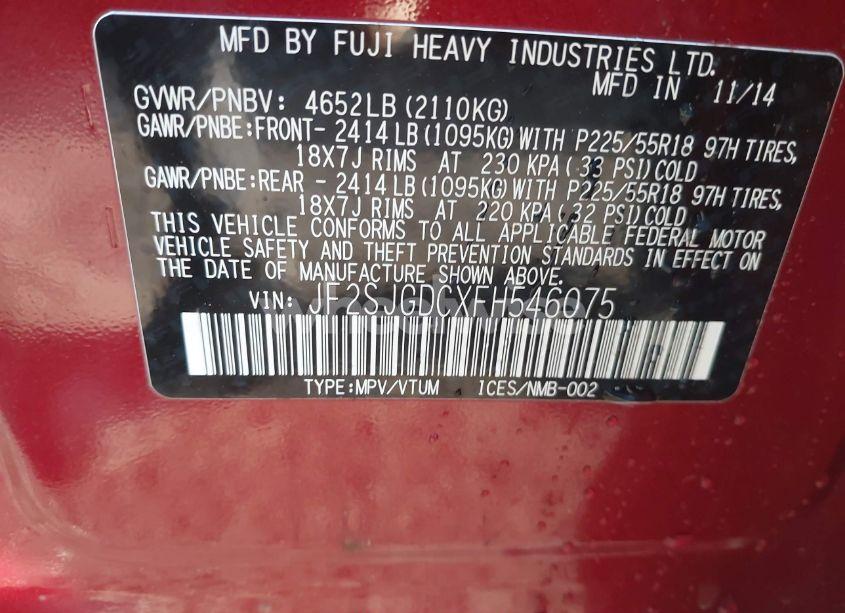 MFD BY FUJI HEAVY INDUSTRIES LTD.
MFD IN 11/14
GVWR/PNBV: 4652LB (2110KG)
GAWR/PNBE:FRONT- 2414 LB (1095KG) WITH P225/55R18 97H TIRES,
18X7J RIMS AT 230 KPA ( 33 PSI) COLD
GAWR/PNBE:REAR - 2414 LB (1095KG) WITH P225/55R18 97H TIRES,
18X7J RIMS AT 220 KPA ( 32 PSI) COLD
THIS VEHICLE CONFORMS TO ALL APPLICABLE FEDERAL MOTOR
VEHICLE SAFETY AND THEFT PREVENTION STANDARDS IN EFFECT ON
THE DATE OF MANUFACTURE SHOWN ABOVE.
VIN: JF2SJGDCXFH546075
TYPE:MPV/VTUM ICES/NMB-002